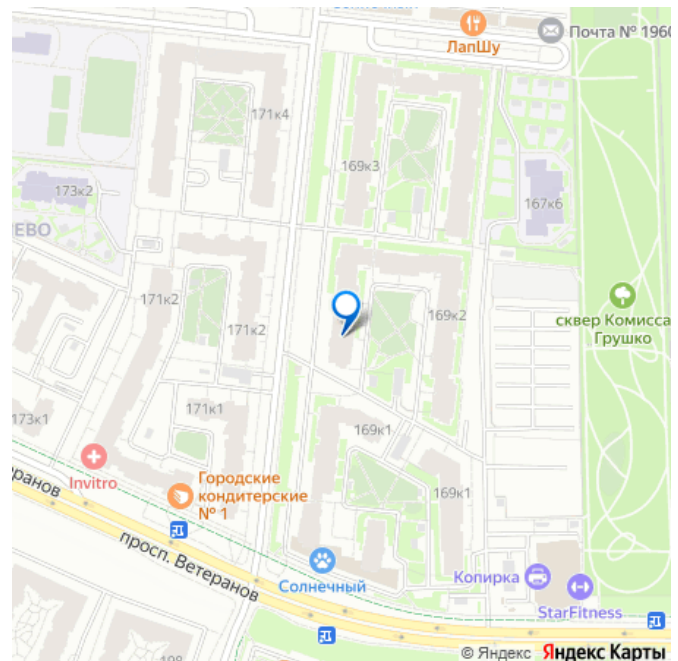 ЛапШу
Почта № 1960
171к4
169к3
173к2
167к6
ЕВО
171к2
171к2
169к2
сквер Комисса
Грушко
171к1
173к1
169к1
Invitro
Городские
кондитерские
№ 1
169к1
ранов
просп. Ветеранов
Солнечный
Копирка
StarFitness
© Яндекс Яндекс Карты